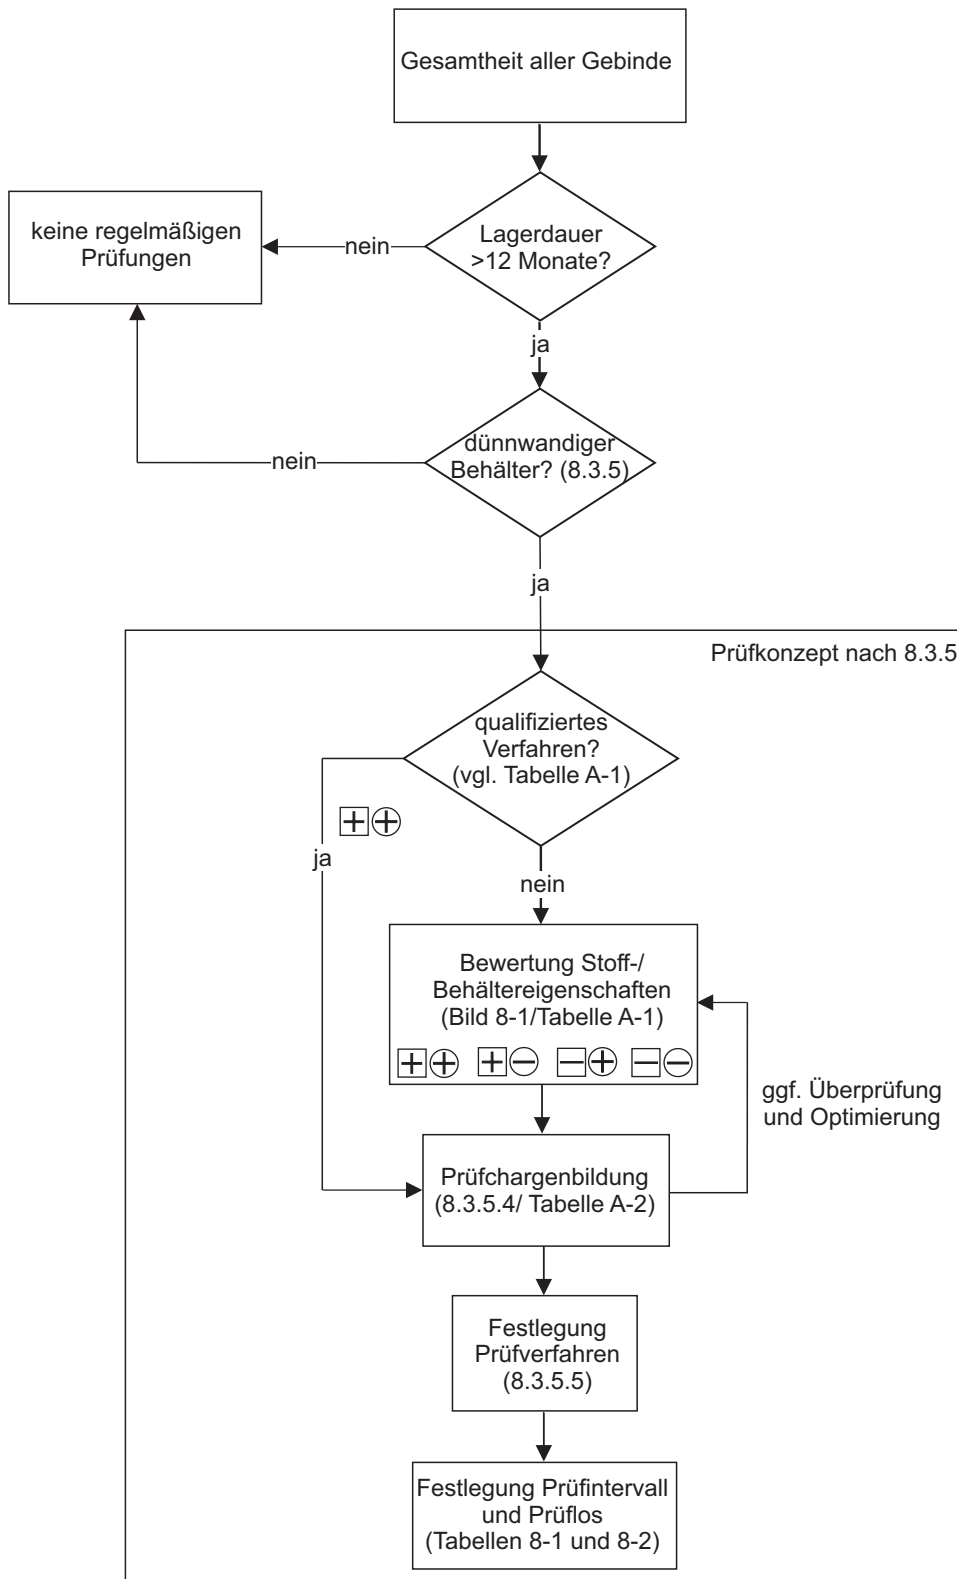 Gesamtheit aller Gebinde
keine regelmäßigen
Prüfungen
nein
Lagerdauer
>12 Monate?
ja
dünnwandiger
Behälter? (8.3.5)
nein
ja
Prüfkonzept nach 8.3.5
qualifiziertes
Verfahren?
(vgl. Tabelle A-1)
ja
nein
Bewertung Stoff-/
Behältereigenschaften
(Bild 8-1/Tabelle A-1)
ggf. Überprüfung
und Optimierung
Prüfchargenbildung
(8.3.5.4/ Tabelle A-2)
Festlegung
Prüfverfahren
(8.3.5.5)
Festlegung Prüfintervall
und Prüflos
(Tabellen 8-1 und 8-2)